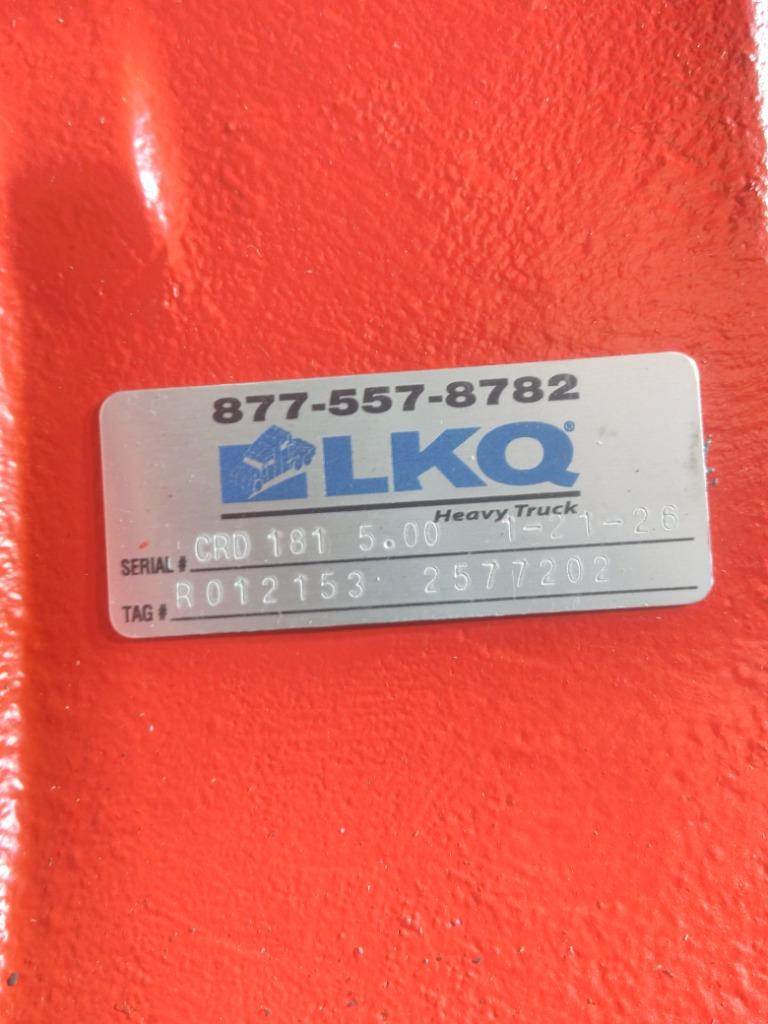 877-557-8782
LKQ®
Heavy Truck
SERIAL # CRD 181 5.00 1-21-26
TAG # R012153 2577202